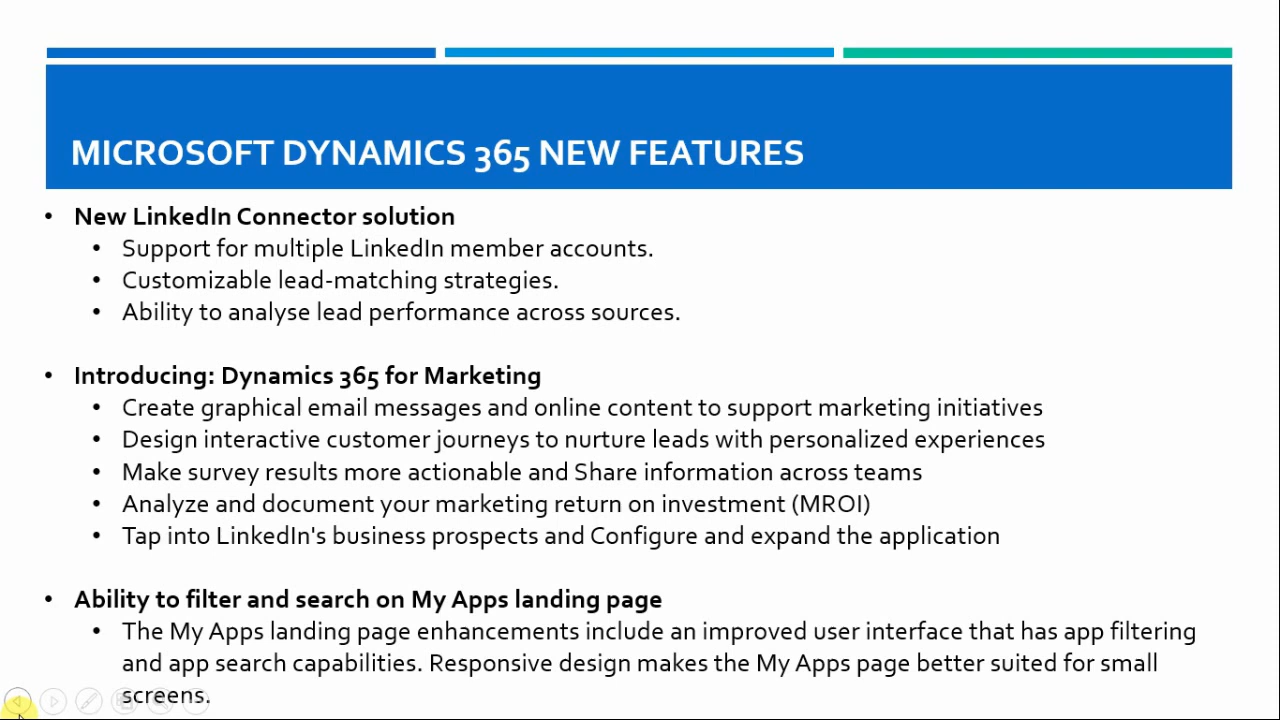 MICROSOFT DYNAMICS 365 NEW FEATURES
• New LinkedIn Connector solution
• Support for multiple LinkedIn member accounts.
• Customizable lead-matching strategies.
• Ability to analyse lead performance across sources.
• Introducing: Dynamics 365 for Marketing
• Create graphical email messages and online content to support marketing initiatives
• Design interactive customer journeys to nurture leads with personalized experiences
• Make survey results more actionable and Share information across teams
• Analyze and document your marketing return on investment (MROI)
• Tap into LinkedIn's business prospects and Configure and expand the application
• Ability to filter and search on My Apps landing page
• The My Apps landing page enhancements include an improved user interface that has app filtering
and app search capabilities. Responsive design makes the My Apps page better suited for small
screens.